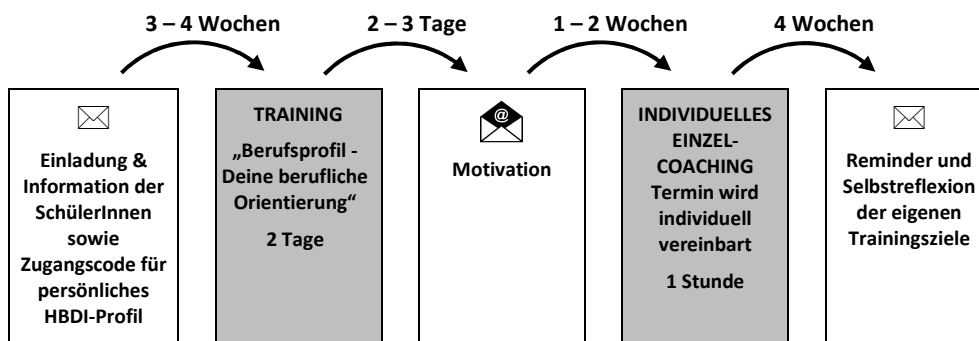 3 – 4 Wochen
2 – 3 Tage
1 – 2 Wochen
4 Wochen
Einladung &
Information der
SchülerInnen
sowie
Zugangscode für
persönliches
HBDI-Profil
TRAINING
„Berufsprofil -
Deine berufliche
Orientierung“
2 Tage
@
Motivation
INDIVIDUELLES
EINZEL-
COACHING
Termin wird
individuell
vereinbart
1 Stunde
Reminder und
Selbstreflexion
der eigenen
Trainingsziele